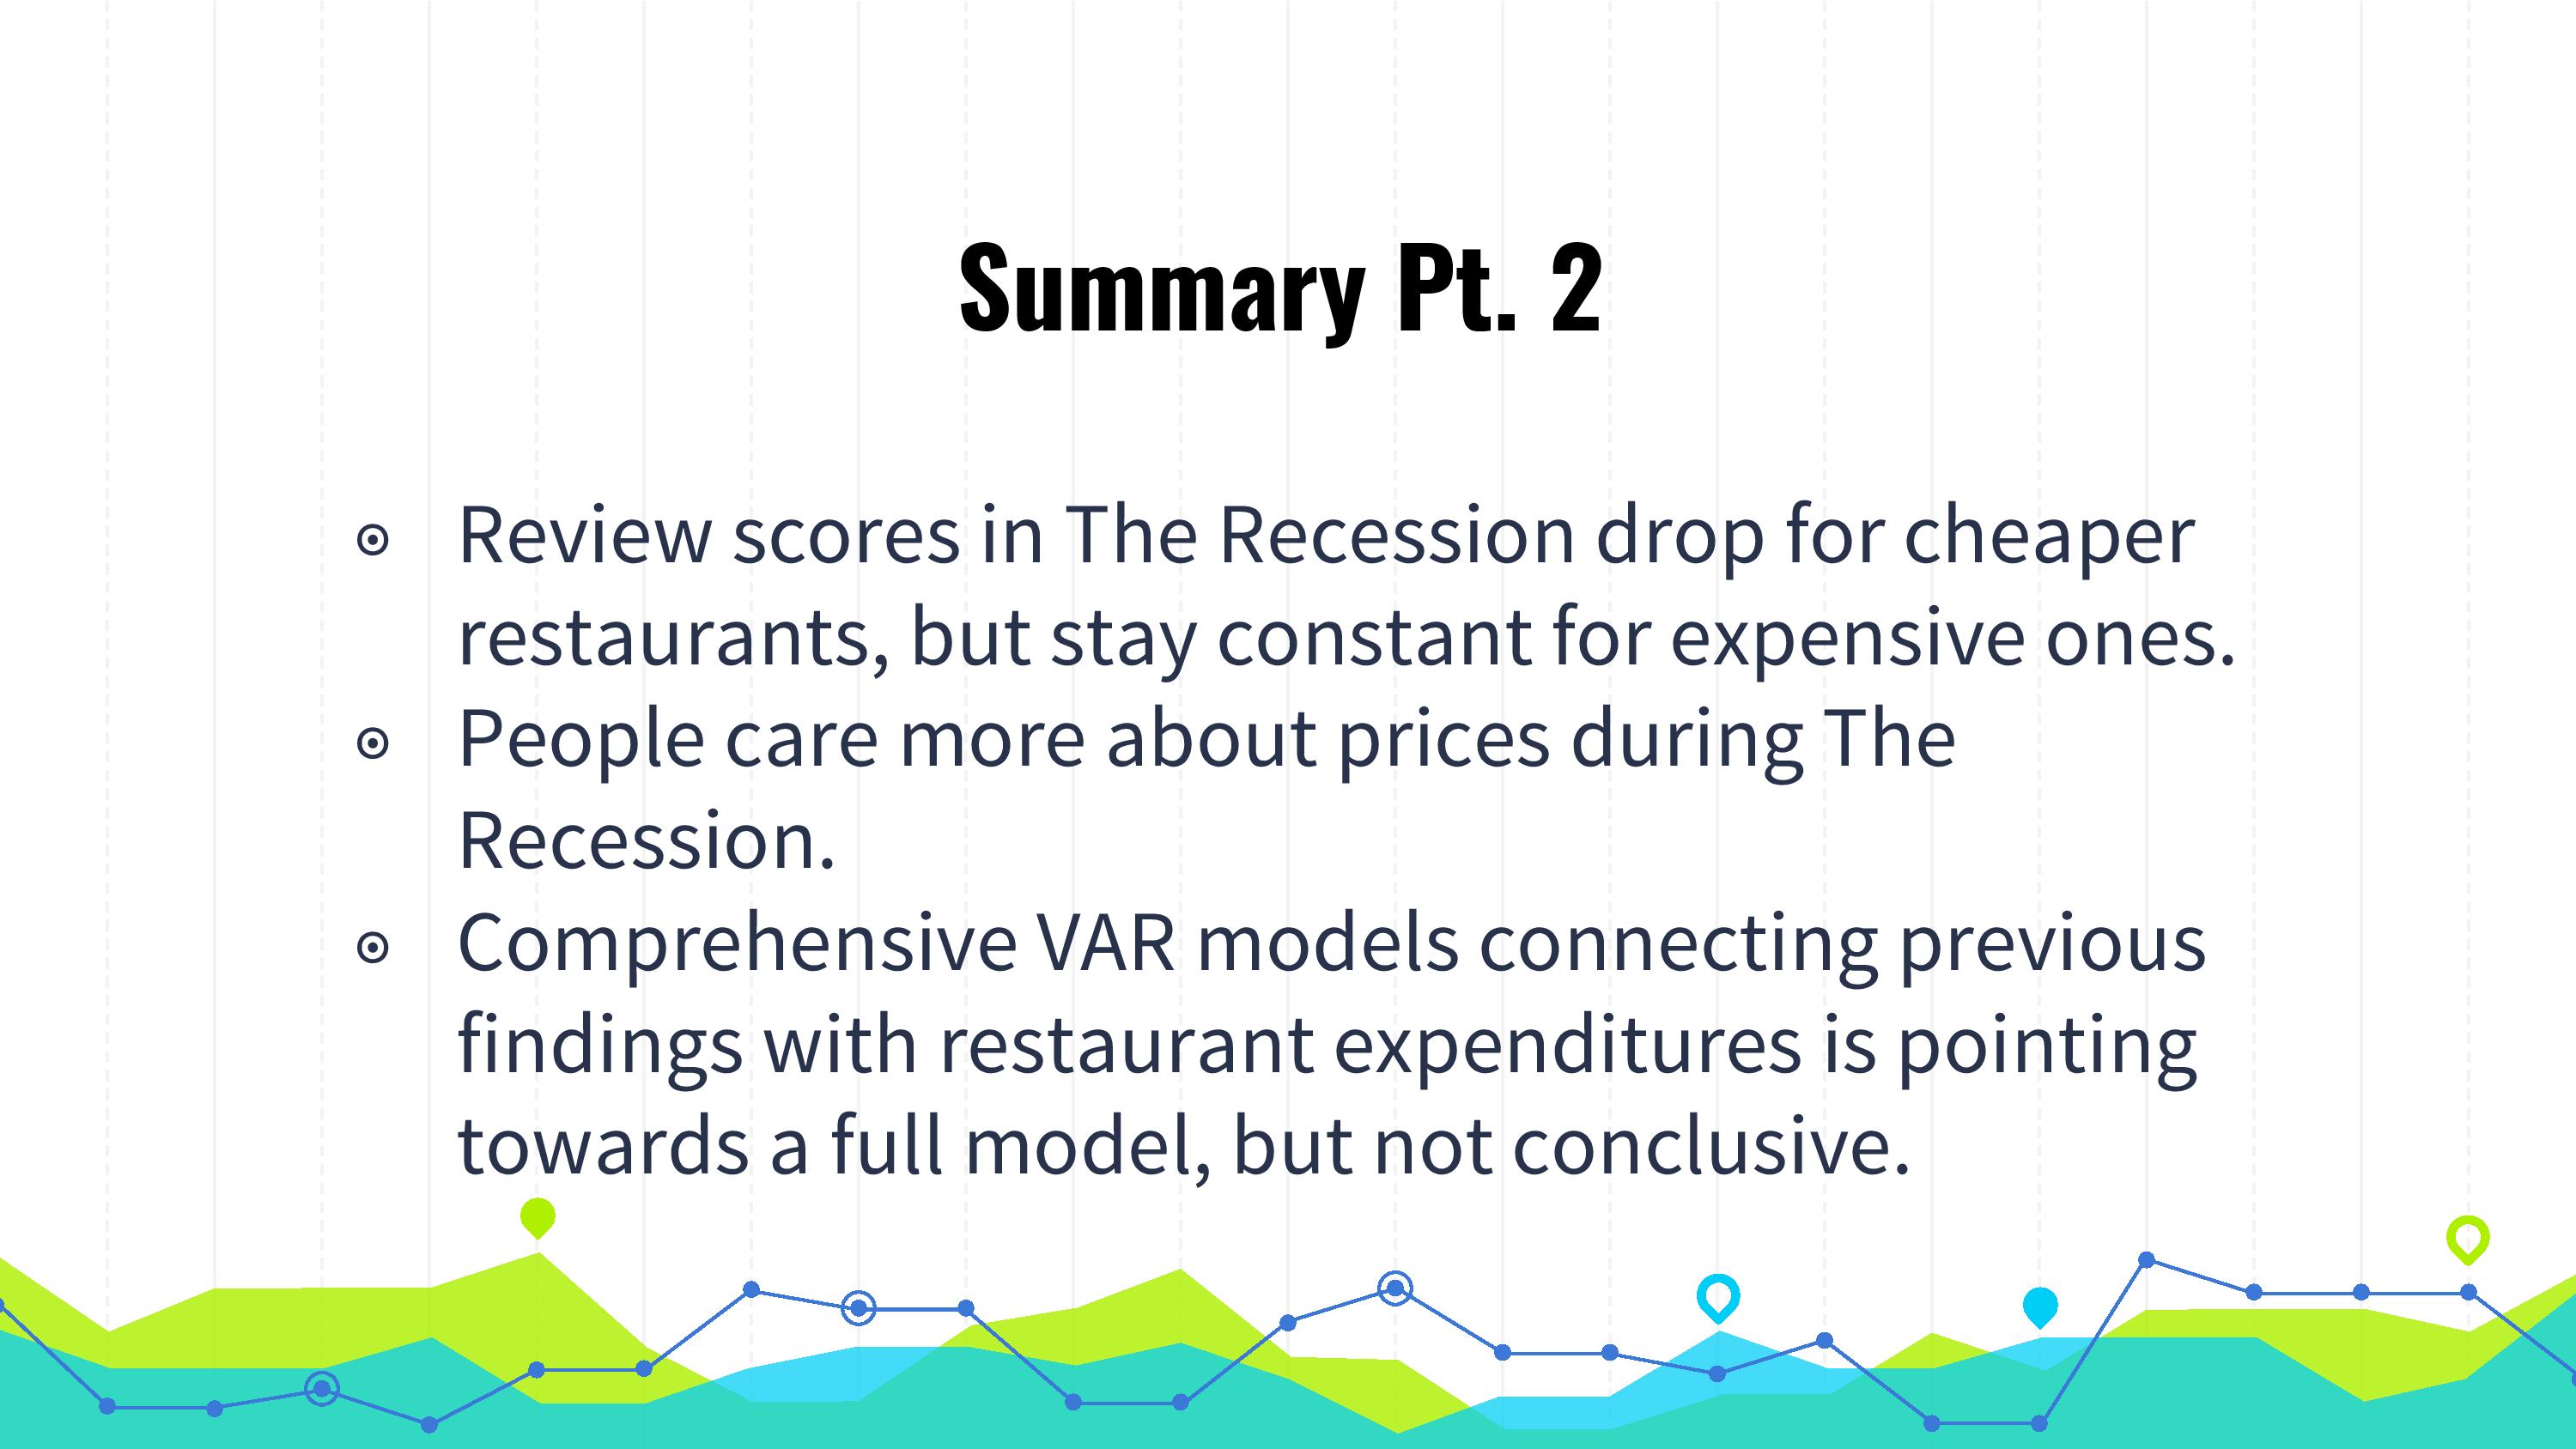 Summary Pt. 2
Review scores in The Recession drop for cheaper
restaurants, but stay constant for expensive ones.
People care more about prices during The
Recession.
Comprehensive VAR models connecting previous
findings with restaurant expenditures is pointing
towards a full model, but not conclusive.